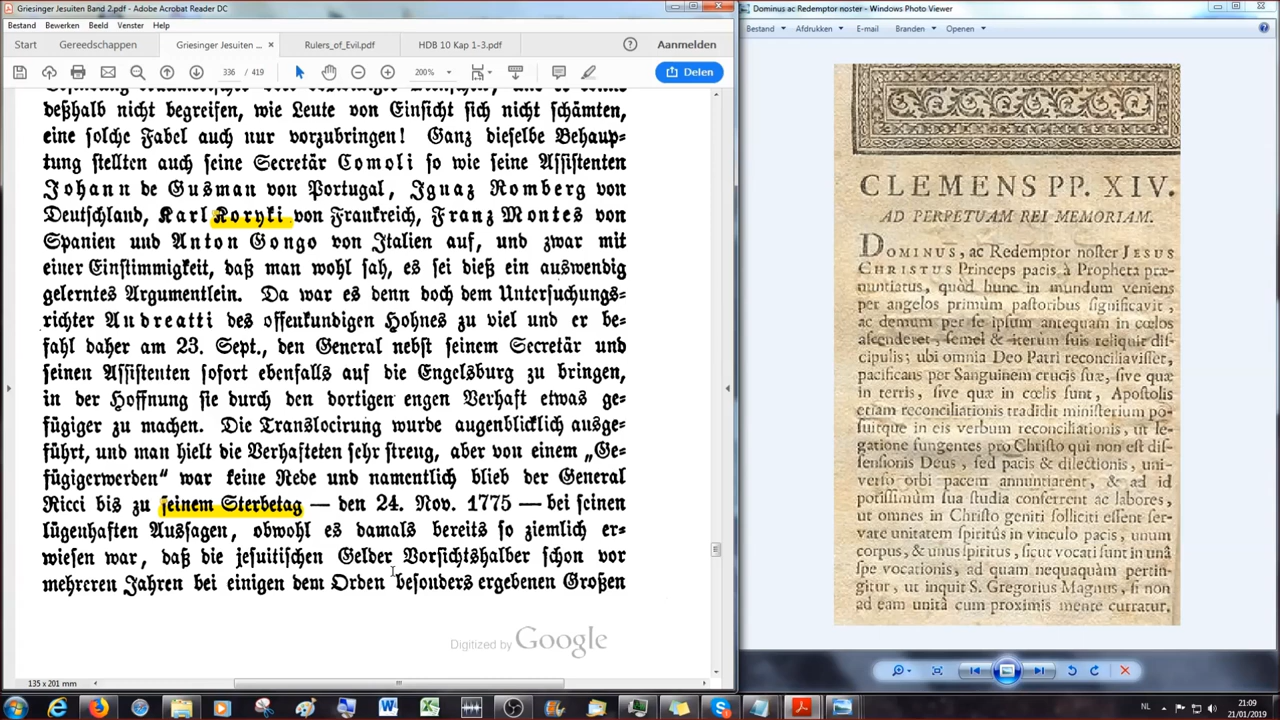 Griesinger Jesuiten Band 2.pdf - Adobe Acrobat Reader DC
Bestand Bewerken Beeld Venster Help
Start Gereedschappen Griesinger Jesuiten ... × Rulers_of_Evil.pdf HDB 10 Kap 1-3.pdf Aanmelden
336 / 419 200% Delen
deßhalb nicht begreifen, wie Leute von Einsicht sich nicht schämten,
eine solche Fabel auch nur vorzubringen! Ganz dieselbe Behaup-
tung stellten auch seine Secretär Comoli so wie seine Assistenten
Johann de Gusman von Portugal, Ignaz Romberg von
Deutschland, Karl Koryki von Frankreich, Franz Montes von
Spanien und Anton Gongo von Italien auf, und zwar mit
einer Einstimmigkeit, daß man wohl sah, es sei dieß ein auswendig
gelerntes Argumentlein. Da war es denn doch dem Untersuchungs-
richter Andreatti des offenkundigen Hohnes zu viel und er be-
fahl daher am 23. Sept., den General nebst seinem Secretär und
seinen Assistenten sofort ebenfalls auf die Engelsburg zu bringen,
in der Hoffnung sie durch den dortigen engen Verhaft etwas ge-
fügiger zu machen. Die Translocirung wurde augenblicklich ausge-
führt, und man hielt die Verhafteten sehr streng, aber von einem „Ge-
fügigerwerden“ war keine Rede und namentlich blieb der General
Ricci bis zu seinem Sterbetag — den 24. Nov. 1775 — bei seinen
lügenhaften Aussagen, obwohl es damals bereits so ziemlich er-
wiesen war, daß die jesuitischen Gelder Vorsichtshalber schon vor
mehreren Jahren bei einigen dem Orden besonders ergebenen Großen
Digitized by Google
135 x 201 mm
Dominus ac Redemptor noster - Windows Photo Viewer
Bestand Afdrukken E-mail Branden Openen
CLEMENS PP. XIV.
AD PERPETUAM REI MEMORIAM.
DOMINUS, ac Redemptor noſter JESUS
CHRISTUS Princeps pacis à Propheta præ-
nuntiatus, quòd hunc in mundum veniens
per angelos primùm paſtoribus ſignificavit,
ac demum per ſe ipſum antequam in cœlos
aſcenderet, ſemel & iterum ſuis reliquit diſ-
cipulis; ubi omnia Deo Patri reconciliaviſſet,
pacificans per Sanguinem crucis ſuæ, ſive quæ
in terris, ſive quæ in cœlis ſunt, Apoſtolis
etiam reconciliationis tradidit miniſterium po-
ſuitque in eis verbum reconciliationis, ut le-
gatione fungentes pro Chriſto qui non eſt diſ-
ſenſionis Deus, ſed pacis & dilectionis, uni-
verſo orbi pacem annuntiarent, & ad id
potiſſimùm ſua ſtudia conferrent ac labores,
ut omnes in Chriſto geniti ſolliciti eſſent ſer-
vare unitatem ſpiritûs in vinculo pacis, unum
corpus, & unus ſpiritus, ſicut vocati ſunt in unâ
ſpe vocationis, ad quam nequaquam pertin-
gitur, ut inquit S. Gregorius Magnus, ſi non
ad eam unitâ cum proximis mente curratur.
NL 21:09
21/01/2019